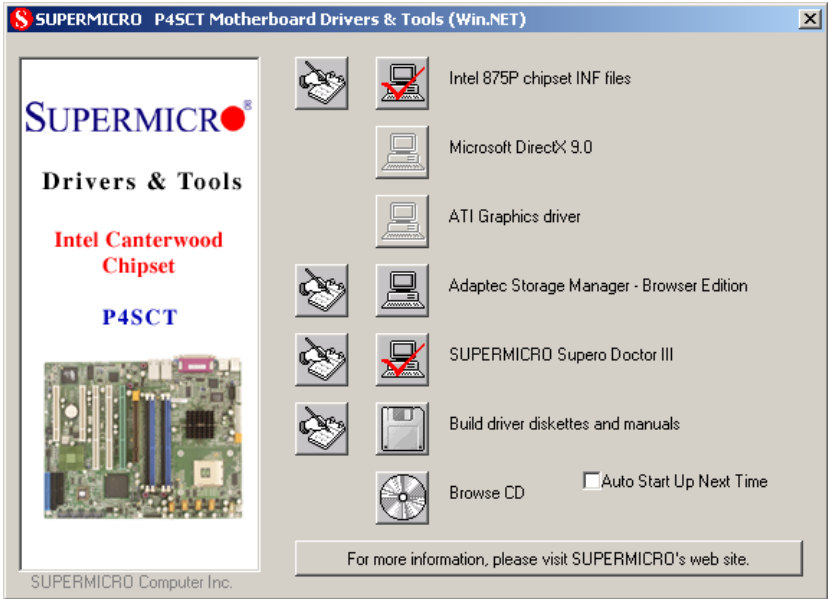 SUPERMICRO P4SCT Motherboard Drivers & Tools (Win.NET)
SUPERMICRO®
Drivers & Tools
Intel Canterwood
Chipset
P4SCT
SUPERMICRO Computer Inc.
Intel 875P chipset INF files
Microsoft DirectX 9.0
ATI Graphics driver
Adaptec Storage Manager - Browser Edition
SUPERMICRO Supero Doctor III
Build driver diskettes and manuals
Browse CD
Auto Start Up Next Time
For more information, please visit SUPERMICRO's web site.